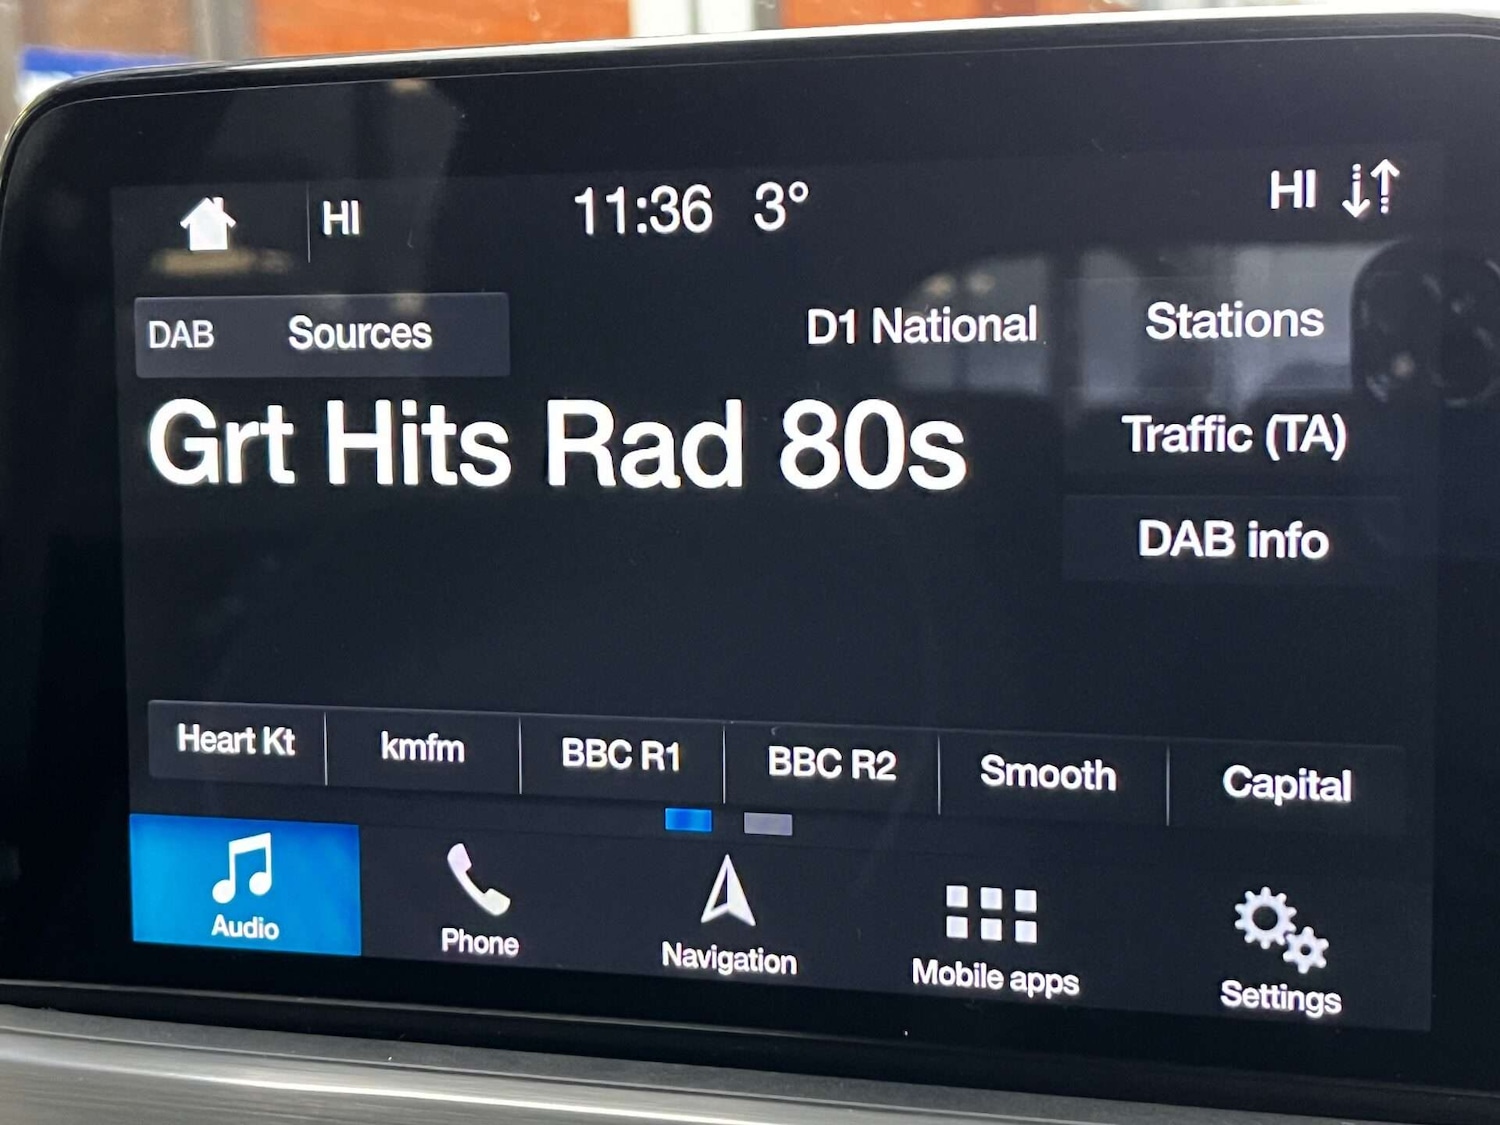 HI 11:36 3° HI
DAB Sources D1 National Stations
Grt Hits Rad 80s
Traffic (TA)
DAB info
Heart Kt kmfm BBC R1 BBC R2 Smooth Capital
Audio Phone Navigation Mobile apps Settings